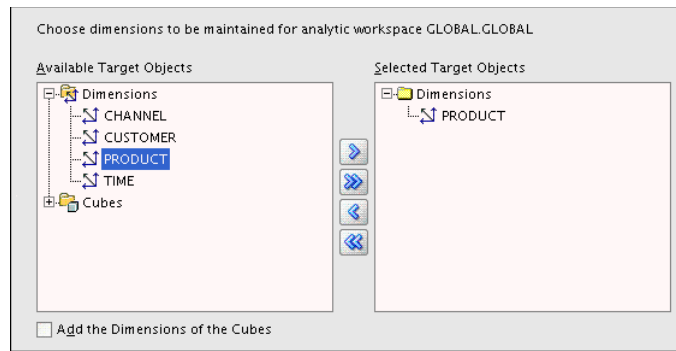 Choose dimensions to be maintained for analytic workspace GLOBAL.GLOBAL
Available Target Objects
Dimensions
CHANNEL
CUSTOMER
PRODUCT
TIME
Cubes
Selected Target Objects
Dimensions
PRODUCT
Add the Dimensions of the Cubes